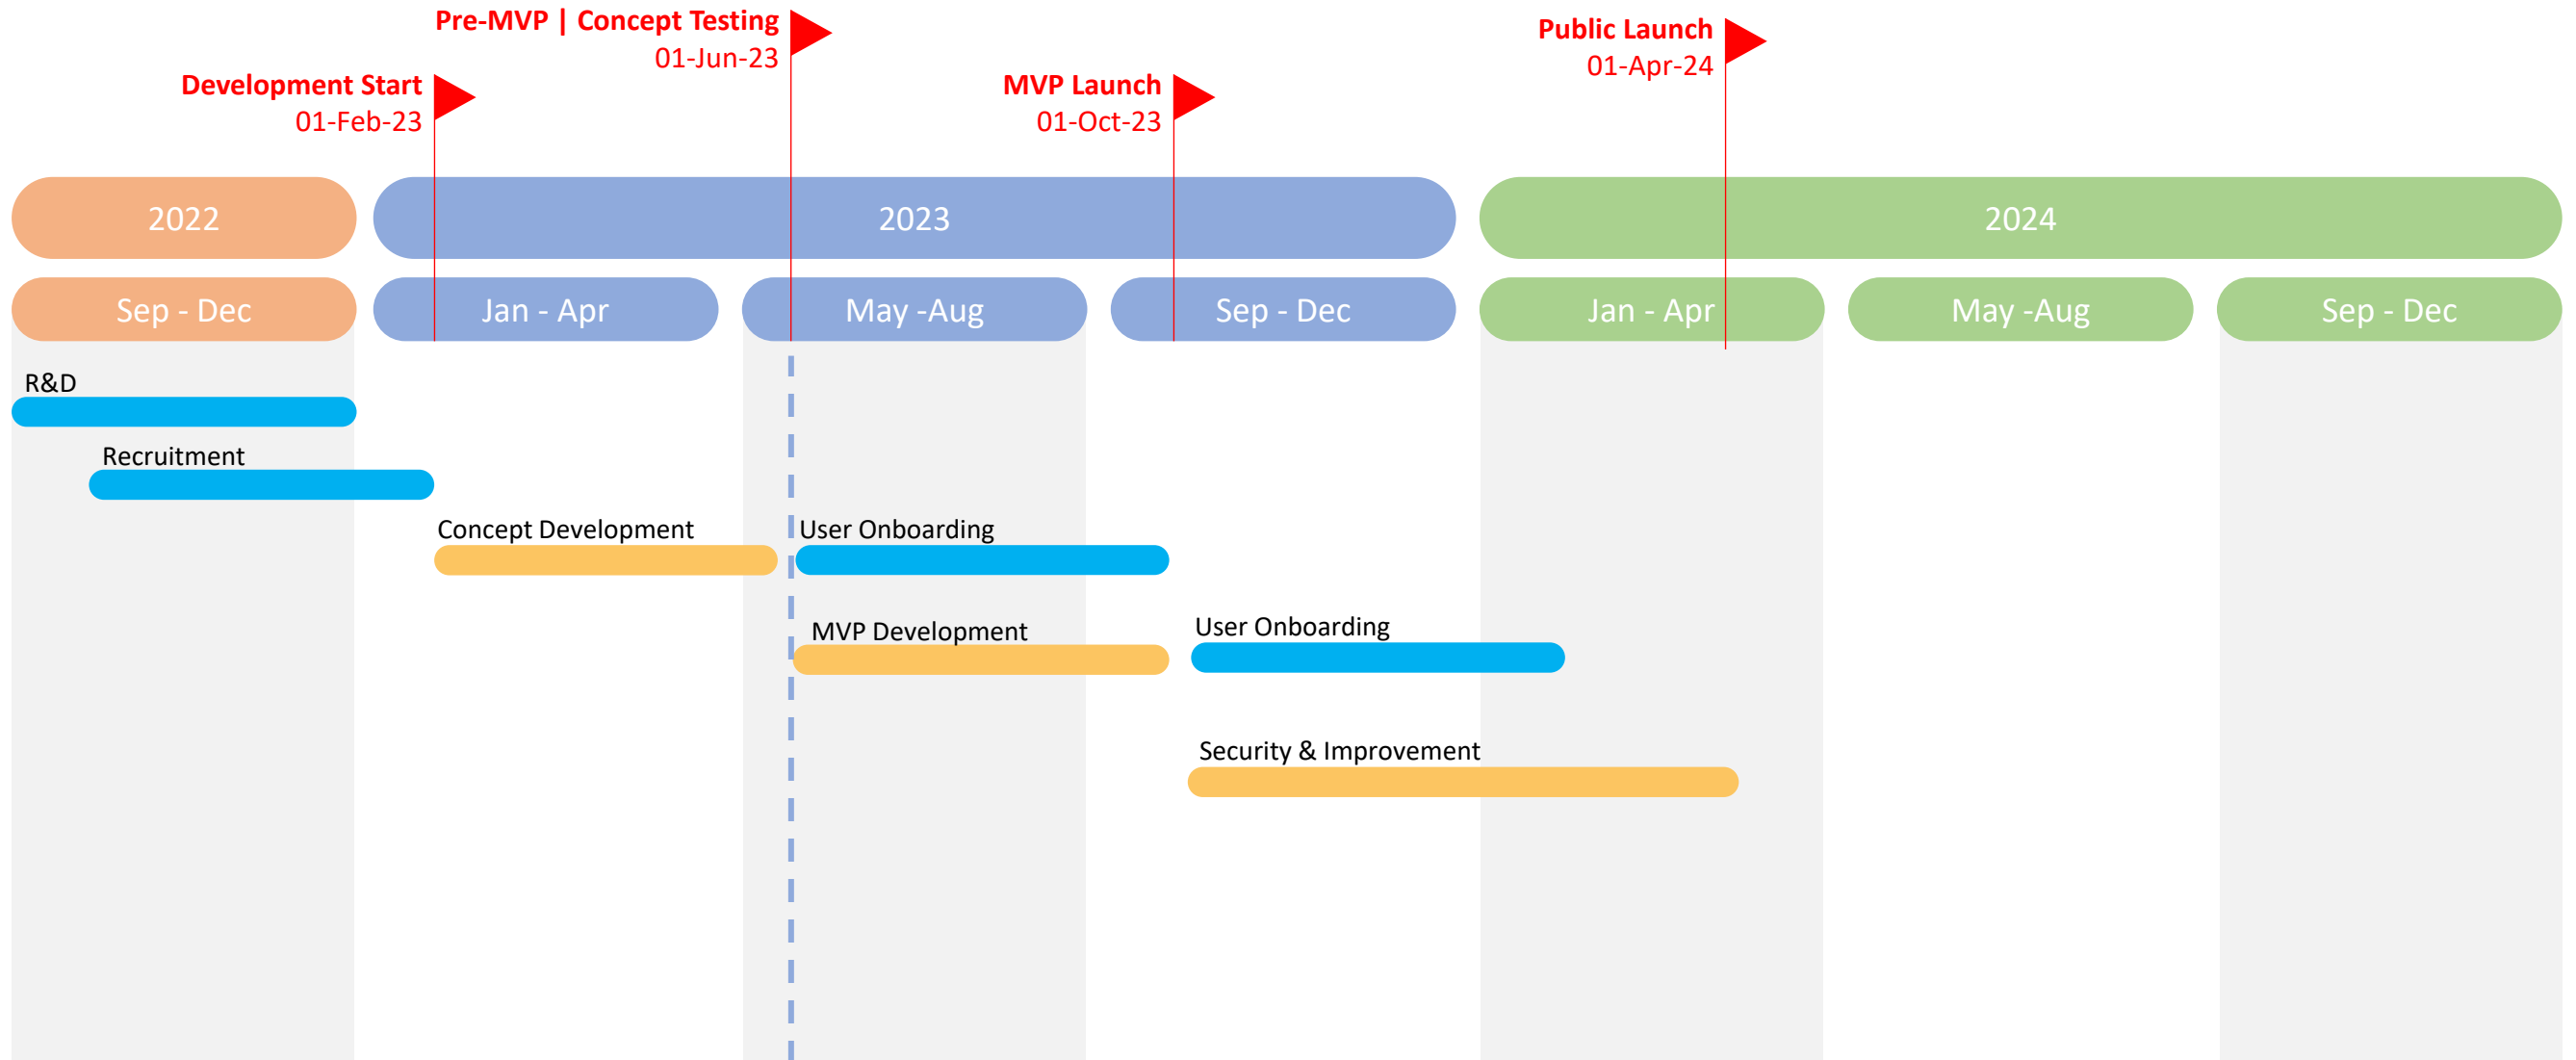 Pre-MVP | Concept Testing
01-Jun-23
Public Launch
01-Apr-24
Development Start
01-Feb-23
MVP Launch
01-Oct-23
2022
2023
2024
Sep - Dec
Jan - Apr
May -Aug
Sep - Dec
Jan - Apr
May -Aug
Sep - Dec
R&D
Recruitment
Concept Development
User Onboarding
MVP Development
User Onboarding
Security & Improvement